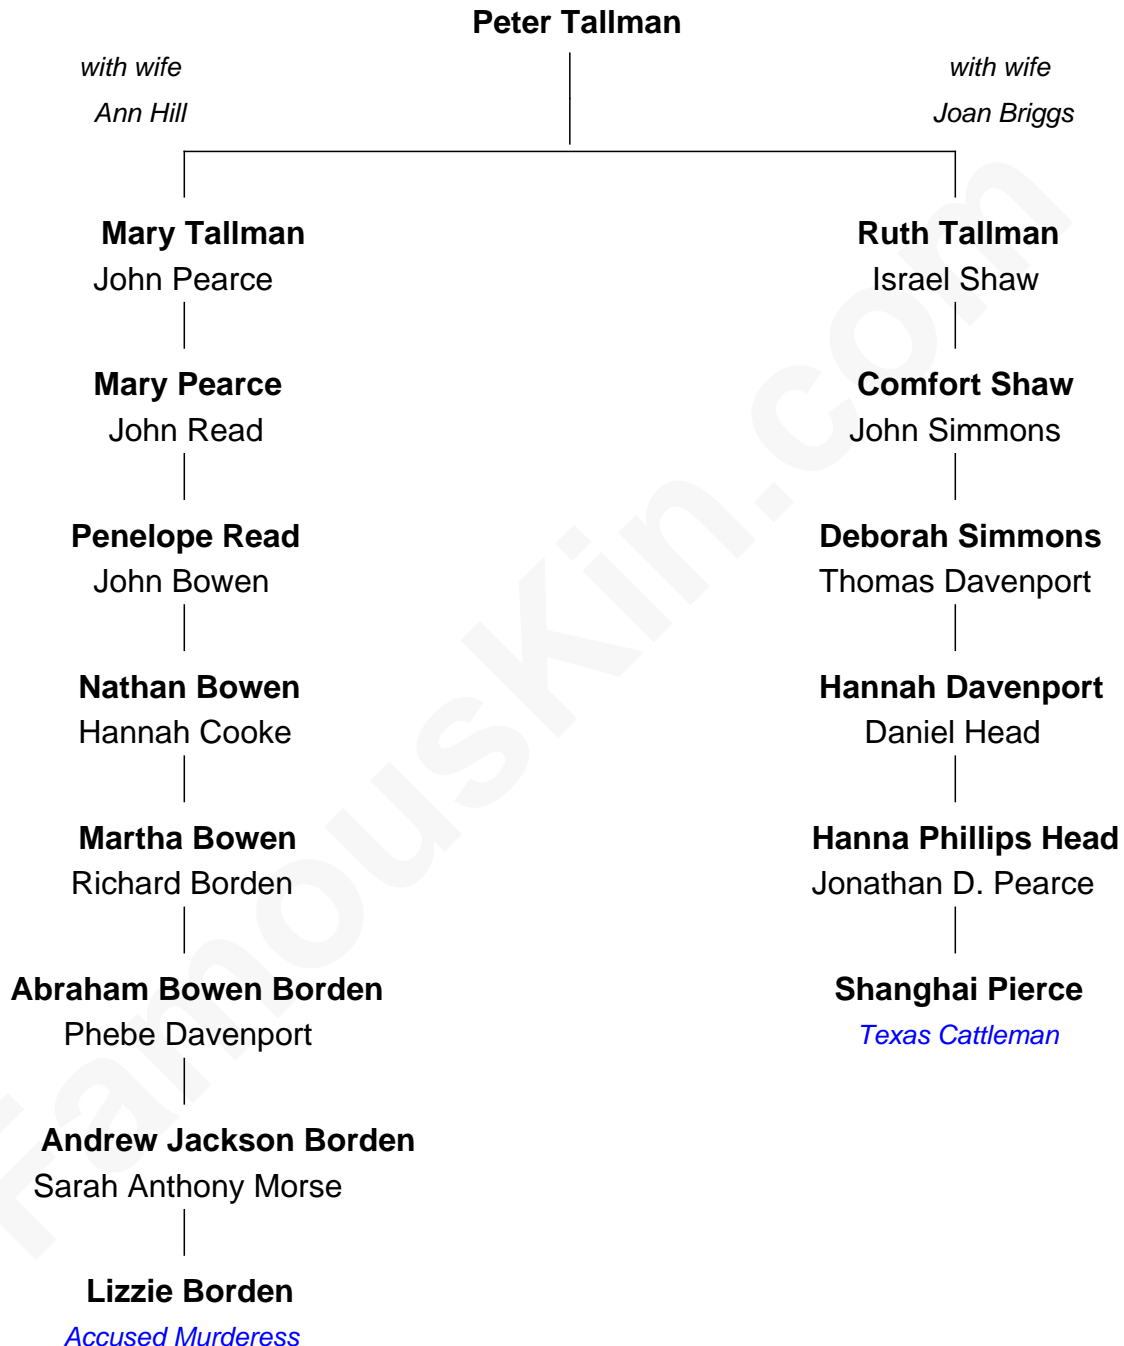 Peter Tallman
with wife
Ann Hill
with wife
Joan Briggs
Mary Tallman
John Pearce
Ruth Tallman
Israel Shaw
Mary Pearce
John Read
Comfort Shaw
John Simmons
Penelope Read
John Bowen
Deborah Simmons
Thomas Davenport
Nathan Bowen
Hannah Cooke
Hannah Davenport
Daniel Head
Martha Bowen
Richard Borden
Hanna Phillips Head
Jonathan D. Pearce
Abraham Bowen Borden
Phebe Davenport
Shanghai Pierce
Texas Cattleman
Andrew Jackson Borden
Sarah Anthony Morse
Lizzie Borden
Accused Murderess
FamousKin.com